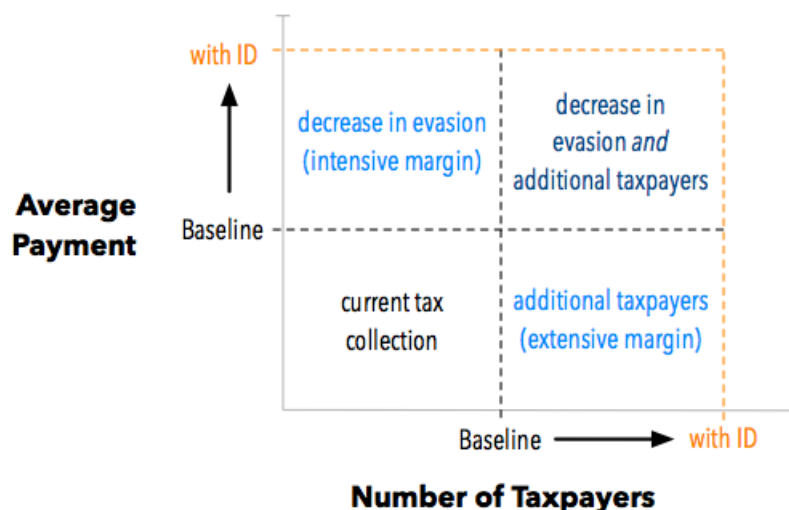 with ID
decrease in evasion
(intensive margin)
decrease in
evasion and
additional taxpayers
Average
Payment
Baseline
current tax
collection
additional taxpayers
(extensive margin)
Baseline
with ID
Number of Taxpayers